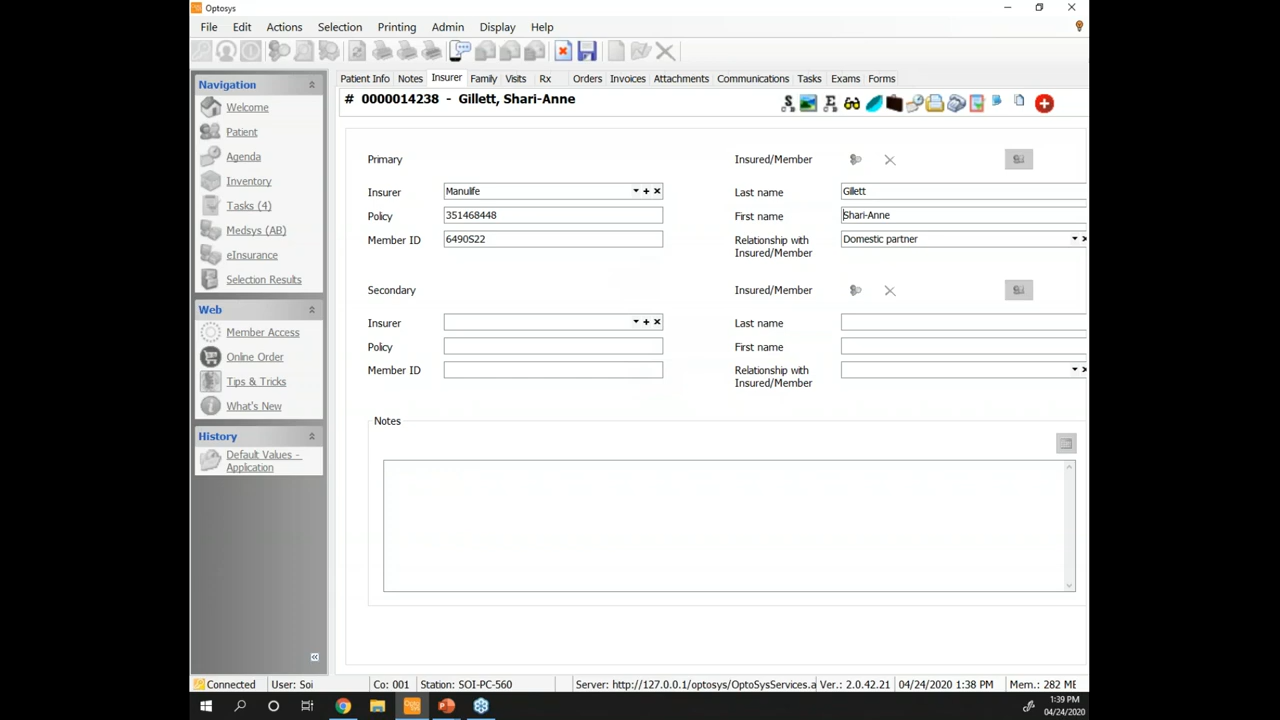 Optosys
File Edit Actions Selection Printing Admin Display Help
Navigation
Welcome
Patient
Agenda
Inventory
Tasks (4)
Medsys (AB)
eInsurance
Selection Results
Web
Member Access
Online Order
Tips & Tricks
What's New
History
Default Values -
Application
Patient Info Notes Insurer Family Visits Rx Orders Invoices Attachments Communications Tasks Exams Forms
# 0000014238 - Gillett, Shari-Anne
Primary Insured/Member
Insurer Manulife Last name Gillett
Policy 351468448 First name Shari-Anne
Member ID 6490S22 Relationship with Domestic partner
Insured/Member
Secondary Insured/Member
Insurer Last name
Policy First name
Member ID Relationship with
Insured/Member
Notes
Connected User: Soi Co: 001 Station: SOI-PC-560 Server: http://127.0.0.1/optosys/OptoSysServices.a Ver.: 2.0.42.21 04/24/2020 1:38 PM Mem.: 282 ME
1:39 PM
04/24/2020